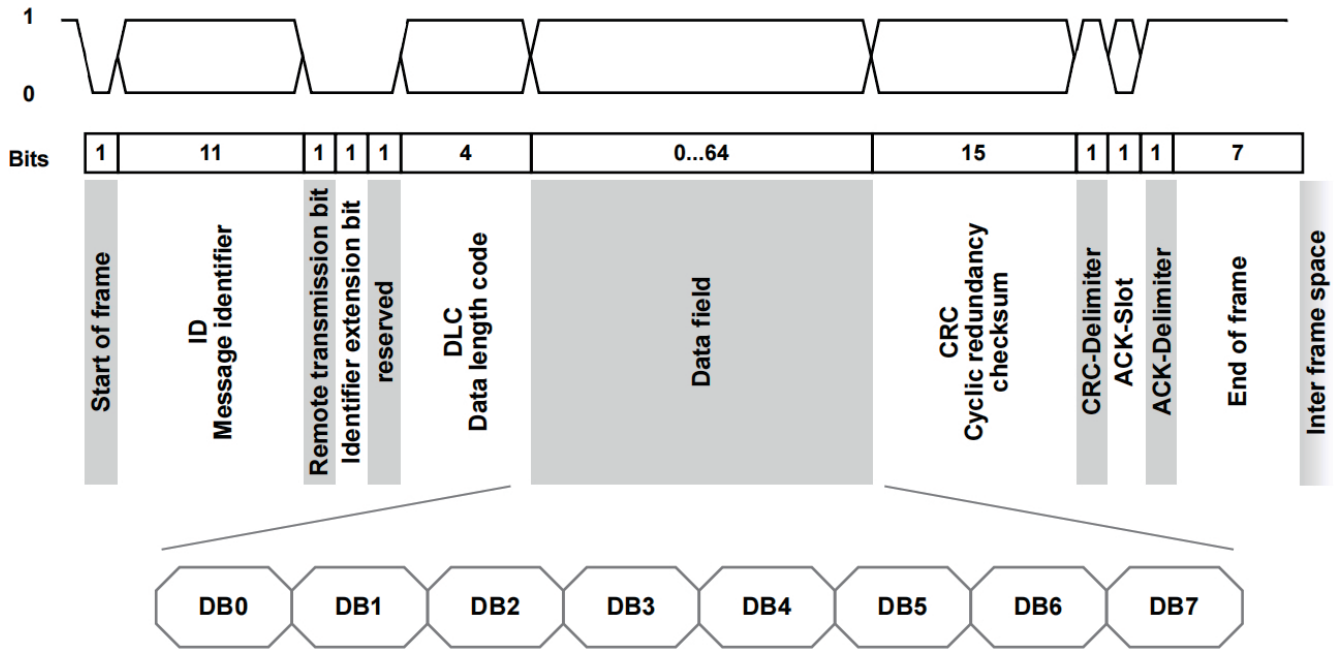 1
0
Bits
1
11
1
1
1
4
0...64
15
1
1
1
7
Start of frame
ID
Message identifier
Remote transmission bit
Identifier extension bit
reserved
DLC
Data length code
Data field
CRC
Cyclic redundancy
checksum
CRC-Delimiter
ACK-Slot
ACK-Delimiter
End of frame
Inter frame space
DB0
DB1
DB2
DB3
DB4
DB5
DB6
DB7